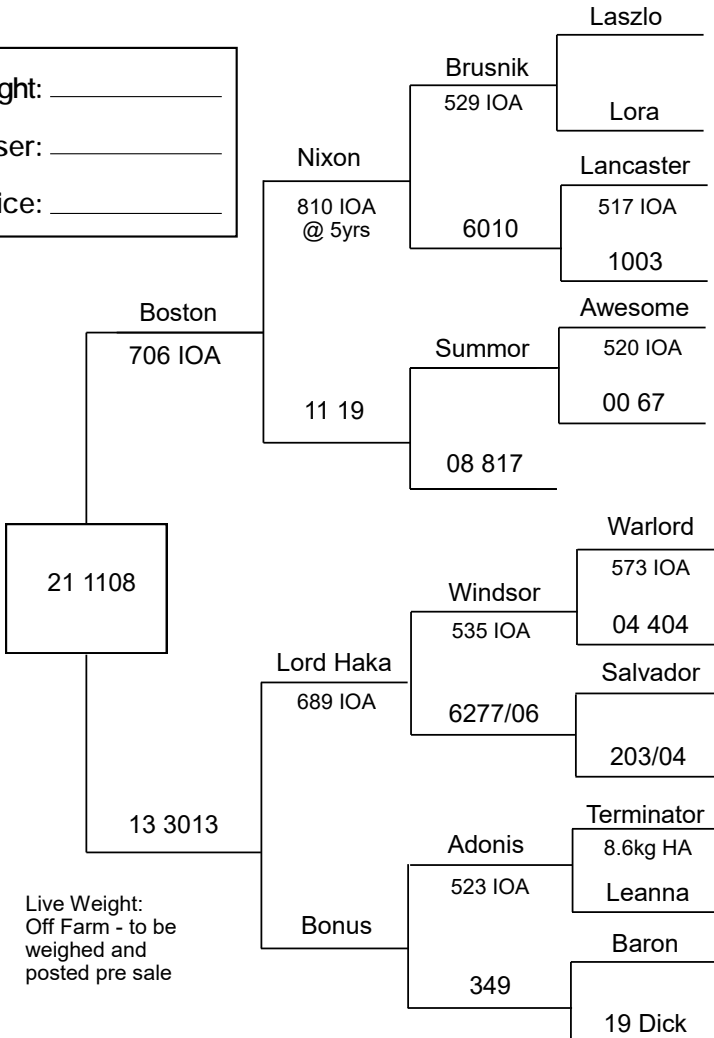 Laszlo
ght:
Brusnik
529 IOA
Lora
ser:
Nixon
Lancaster
ice:
810 IOA
@ 5yrs
517 IOA
6010
1003
Boston
Awesome
706 IOA
Summor
520 IOA
11 19
00 67
08 817
Warlord
21 1108
573 IOA
Windsor
535 IOA
04 404
Lord Haka
Salvador
689 IOA
6277/06
203/04
13 3013
Terminator
Adonis
8.6kg HA
523 IOA
Leanna
Live Weight:
Off Farm - to be
weighed and
posted pre sale
Bonus
Baron
349
19 Dick